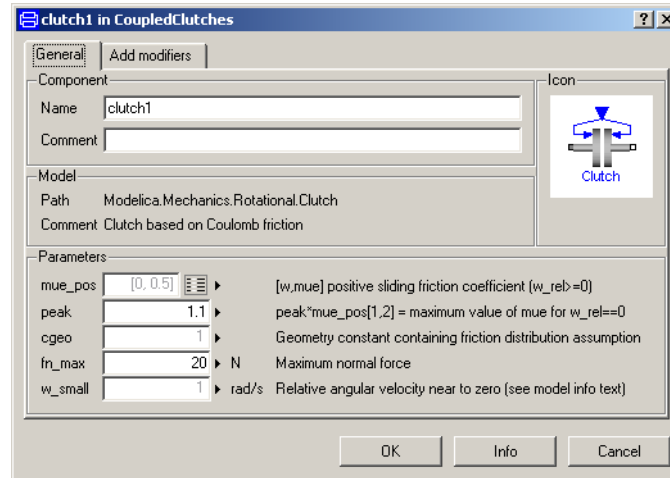 clutch1 in CoupledClutches
General Add modifiers
Component
Icon
Name clutch1
Comment
Clutch
Model
Path Modelica.Mechanics.Rotational.Clutch
Comment Clutch based on Coulomb friction
Parameters
mue_pos [0, 0.5] [w,mue] positive sliding friction coefficient (w_rel>=0)
peak 1.1 peak*mue_pos[1,2] = maximum value of mue for w_rel==0
cgeo 1 Geometry constant containing friction distribution assumption
fn_max 20 N Maximum normal force
w_small 1 rad/s Relative angular velocity near to zero (see model info text)
OK Info Cancel